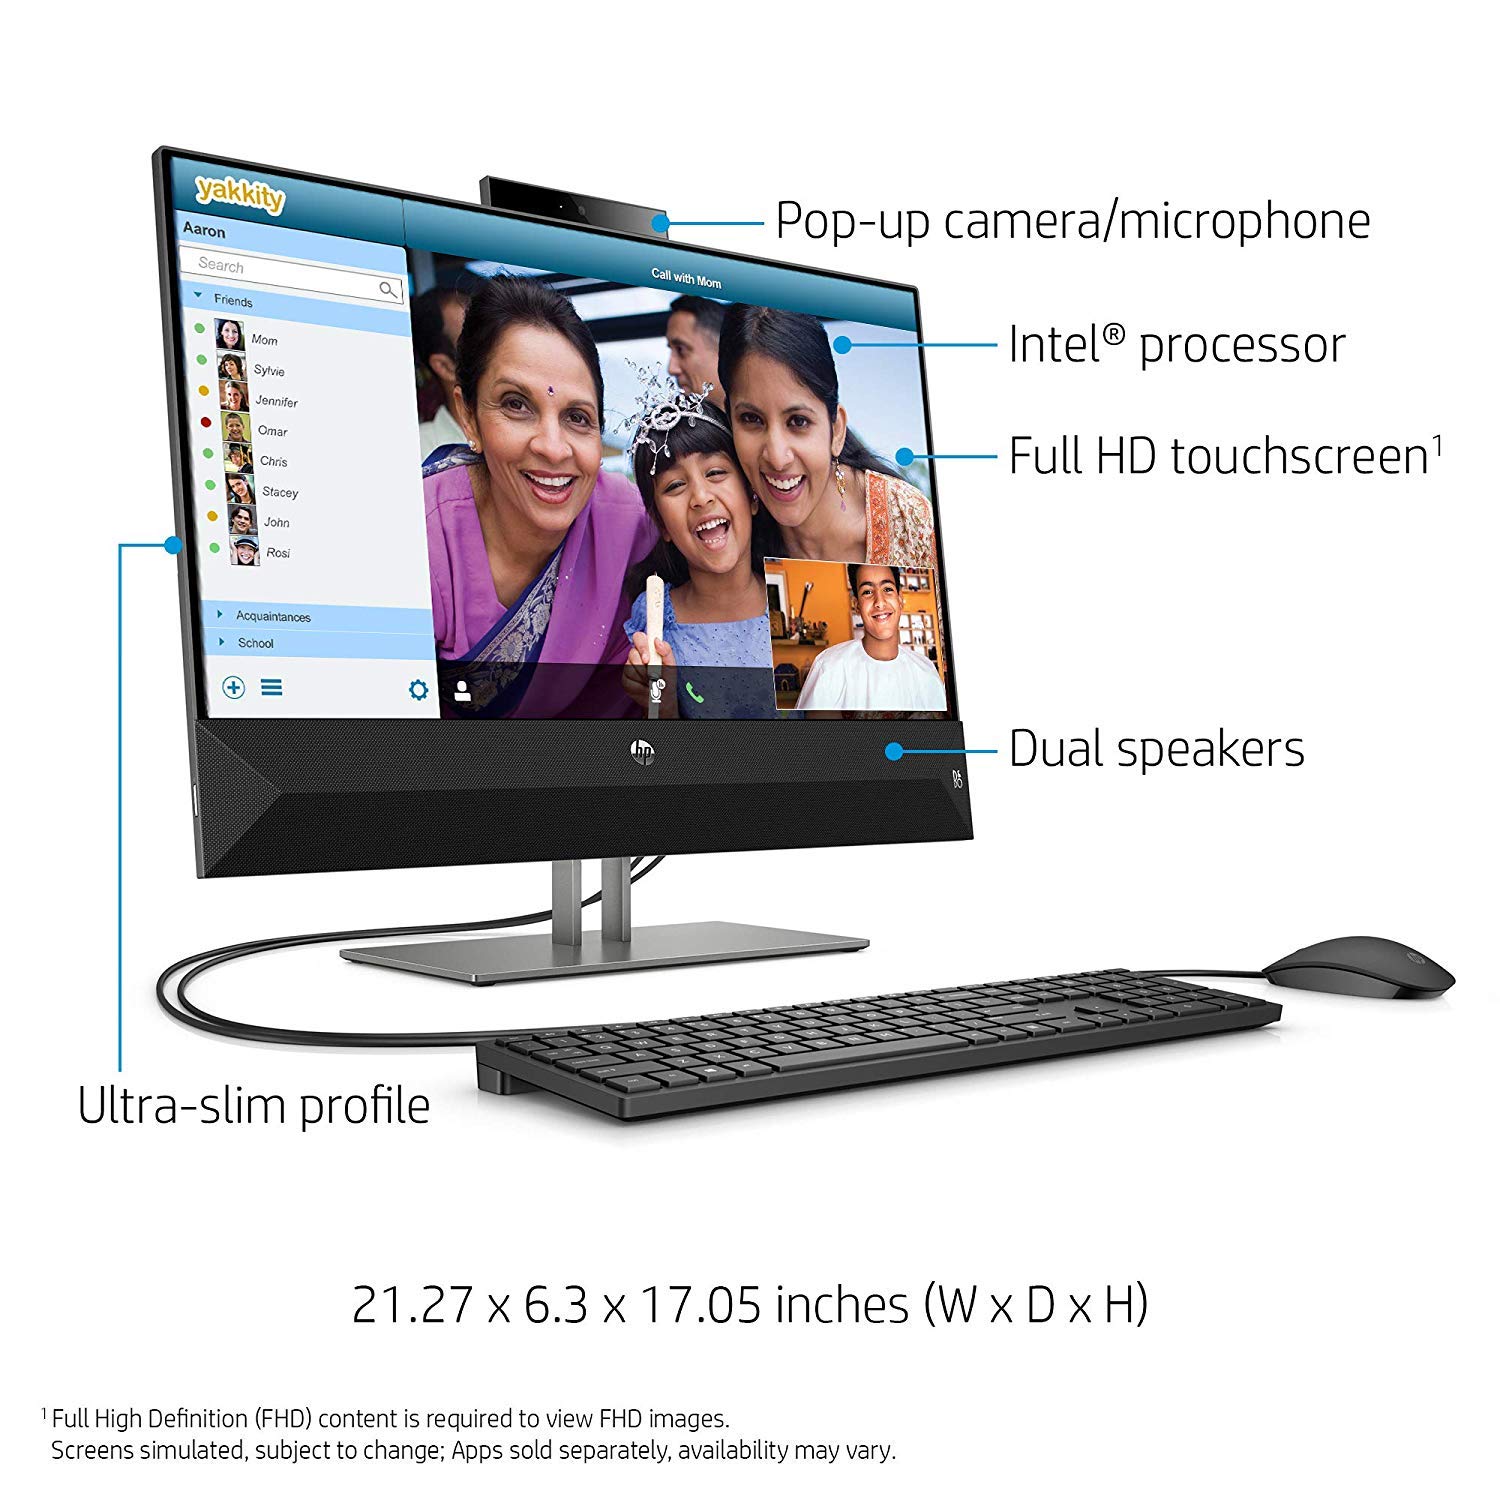 yakkity
Aaron
Search
Call with Mom
Friends
Mom
Sylvie
Jennifer
Omar
Chris
Stacey
John
Rosi
Acquaintances
School
Pop-up camera/microphone
Intel® processor
Full HD touchscreen¹
hp
Dual speakers
Ultra-slim profile
21.27 x 6.3 x 17.05 inches (W x D x H)
¹ Full High Definition (FHD) content is required to view FHD images.
Screens simulated, subject to change; Apps sold separately, availability may vary.